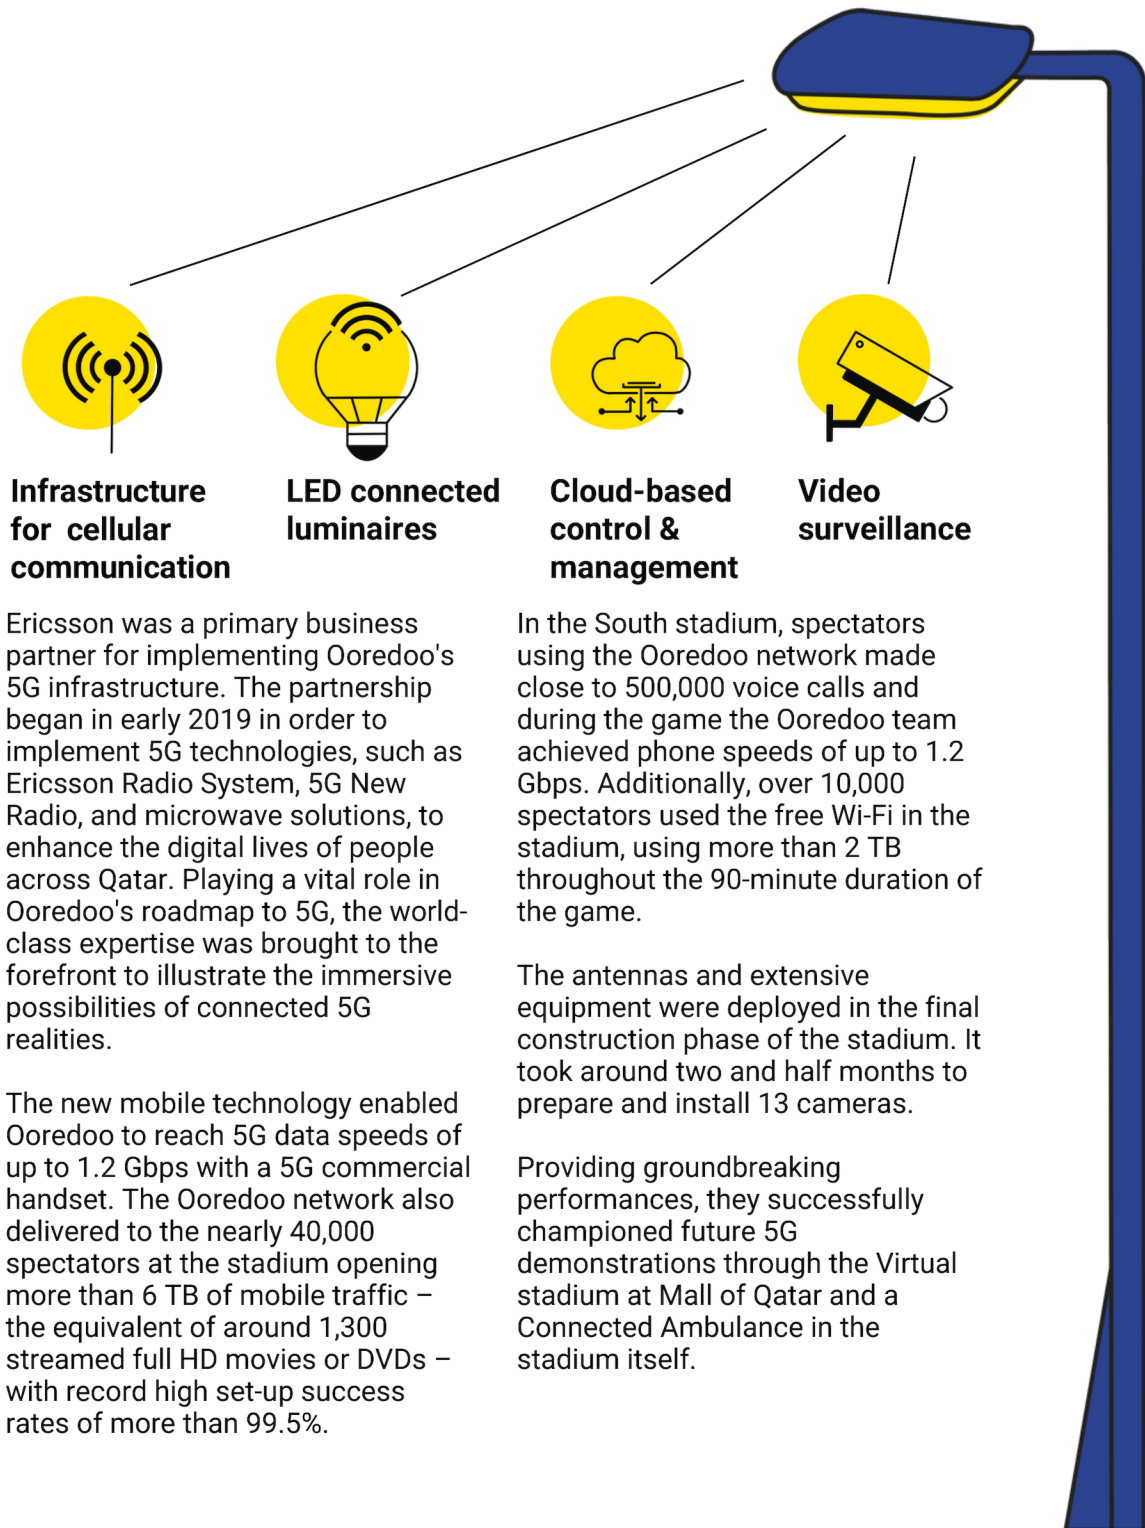 Infrastructure
for cellular
communication
LED connected
luminaires
Cloud-based
control &
management
Video
surveillance
Ericsson was a primary business
partner for implementing Ooredoo's
5G infrastructure. The partnership
began in early 2019 in order to
implement 5G technologies, such as
Ericsson Radio System, 5G New
Radio, and microwave solutions, to
enhance the digital lives of people
across Qatar. Playing a vital role in
Ooredoo's roadmap to 5G, the world-
class expertise was brought to the
forefront to illustrate the immersive
possibilities of connected 5G
realities.
The new mobile technology enabled
Ooredoo to reach 5G data speeds of
up to 1.2 Gbps with a 5G commercial
handset. The Ooredoo network also
delivered to the nearly 40,000
spectators at the stadium opening
more than 6 TB of mobile traffic –
the equivalent of around 1,300
streamed full HD movies or DVDs –
with record high set-up success
rates of more than 99.5%.
In the South stadium, spectators
using the Ooredoo network made
close to 500,000 voice calls and
during the game the Ooredoo team
achieved phone speeds of up to 1.2
Gbps. Additionally, over 10,000
spectators used the free Wi-Fi in the
stadium, using more than 2 TB
throughout the 90-minute duration of
the game.
The antennas and extensive
equipment were deployed in the final
construction phase of the stadium. It
took around two and half months to
prepare and install 13 cameras.
Providing groundbreaking
performances, they successfully
championed future 5G
demonstrations through the Virtual
stadium at Mall of Qatar and a
Connected Ambulance in the
stadium itself.